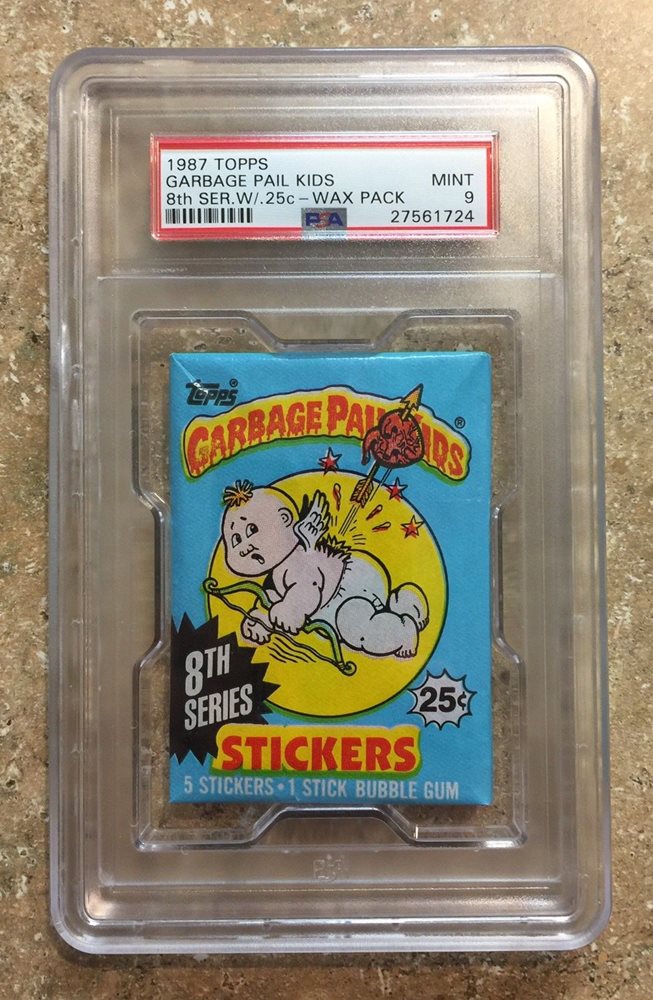 1987 TOPPS
GARBAGE PAIL KIDS MINT
8th SER.W/.25c-WAX PACK 9
PSA 27561724
Topps®
GARBAGE PAIL KIDS®
8TH
SERIES
25¢
STICKERS
5 STICKERS • 1 STICK BUBBLE GUM